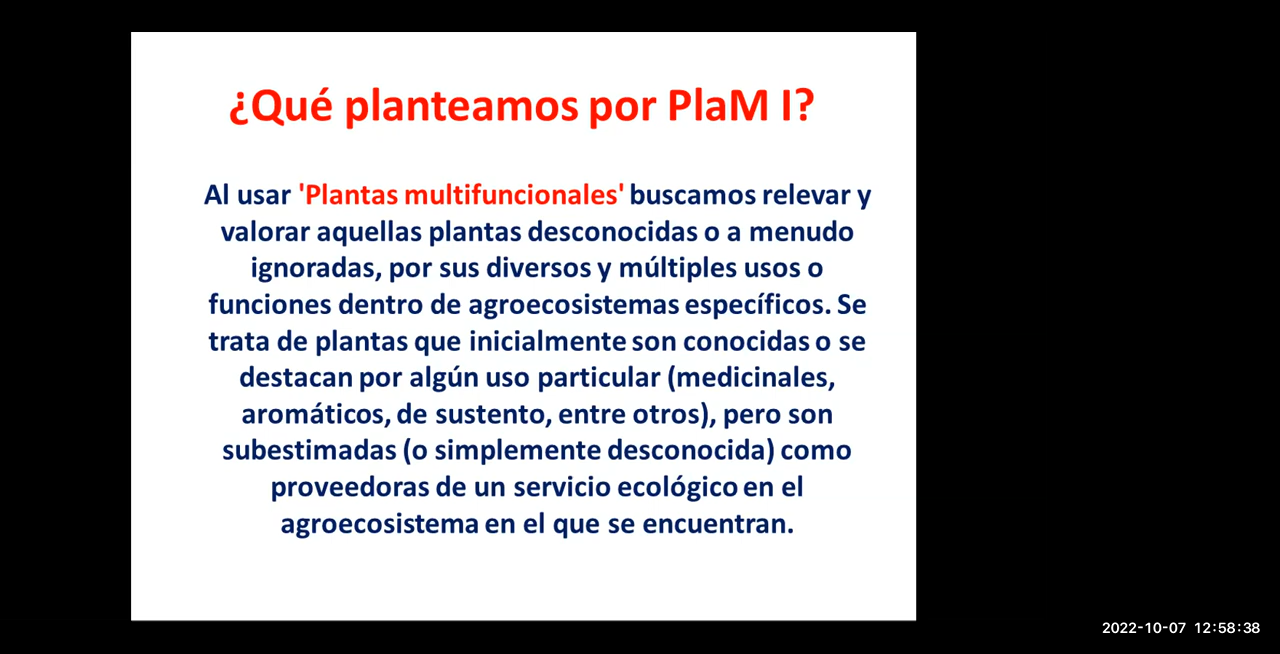 ¿Qué planteamos por PlaM I?
Al usar 'Plantas multifuncionales' buscamos relevar y
valorar aquellas plantas desconocidas o a menudo
ignoradas, por sus diversos y múltiples usos o
funciones dentro de agroecosistemas específicos. Se
trata de plantas que inicialmente son conocidas o se
destacan por algún uso particular (medicinales,
aromáticos, de sustento, entre otros), pero son
subestimadas (o simplemente desconocida) como
proveedoras de un servicio ecológico en el
agroecosistema en el que se encuentran.
2022-10-07 12:58:38